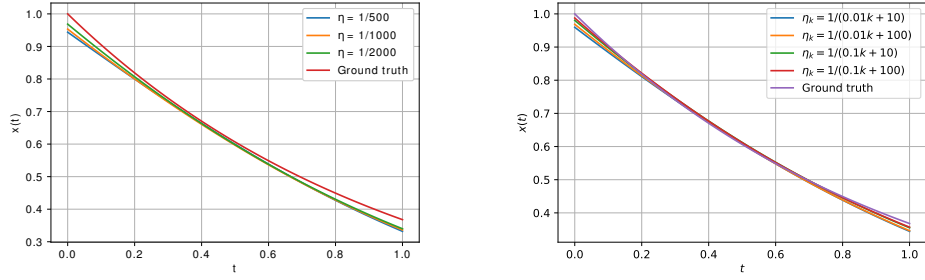 1.0
0.9
0.8
0.7
0.6
0.5
0.4
0.3
x(t)
0.0 0.2 0.4 0.6 0.8 1.0
t
η = 1/500
η = 1/1000
η = 1/2000
Ground truth
1.0
0.9
0.8
0.7
0.6
0.5
0.4
x(t)
0.0 0.2 0.4 0.6 0.8 1.0
t
ηₖ = 1/(0.01k + 10)
ηₖ = 1/(0.01k + 100)
ηₖ = 1/(0.1k + 10)
ηₖ = 1/(0.1k + 100)
Ground truth